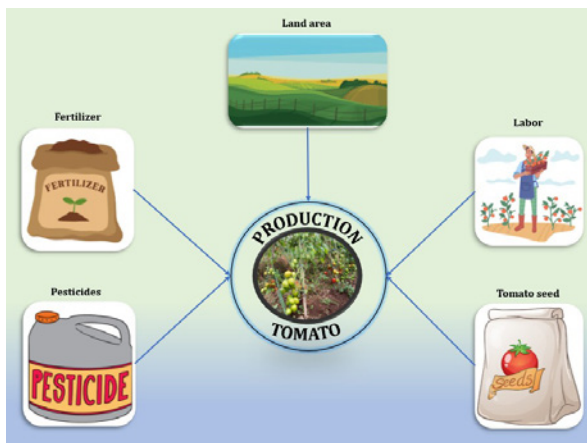 Land area
Fertilizer
FERTILIZER
Labor
PRODUCTION
TOMATO
Pesticides
PESTICIDE
Tomato seed
Seeds